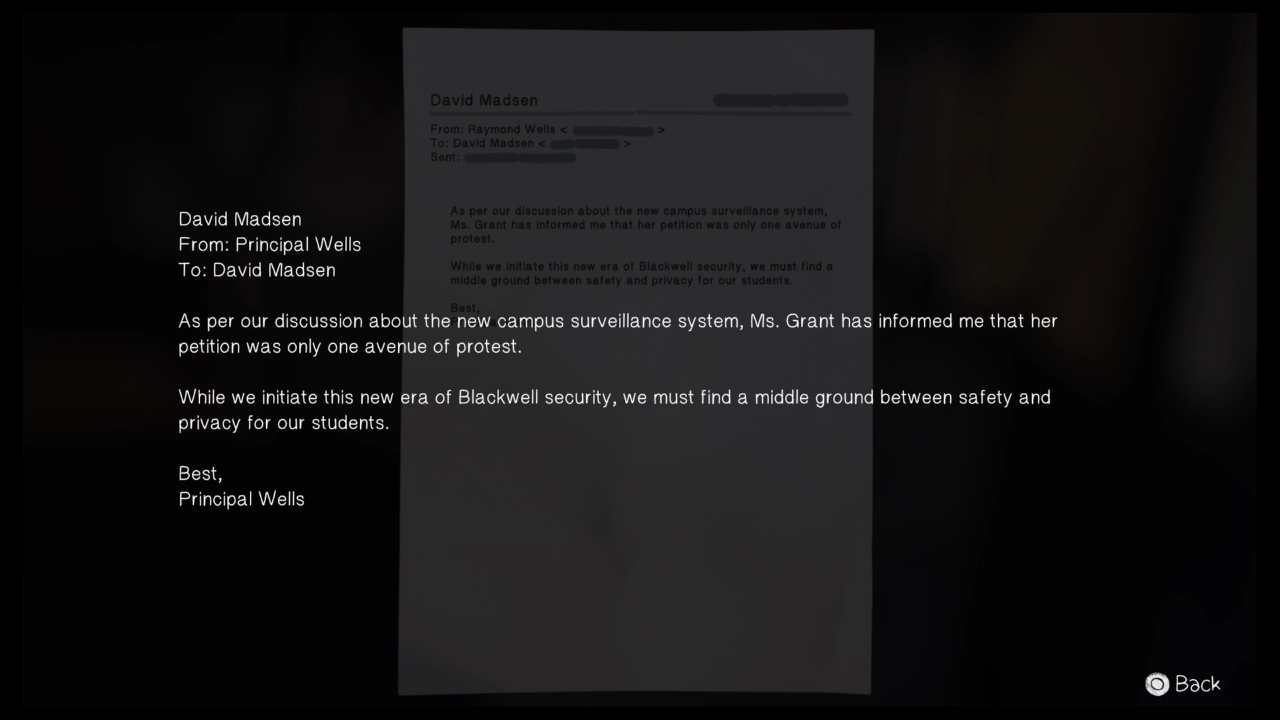 David Madsen
From: Raymond Wells < >
To: David Madsen < >
Sent:
As per our discussion about the new campus surveillance system,
Ms. Grant has informed me that her petition was only one avenue of
protest.
While we initiate this new era of Blackwell security, we must find a
middle ground between safety and privacy for our students.
Best,
David Madsen
From: Principal Wells
To: David Madsen
As per our discussion about the new campus surveillance system, Ms. Grant has informed me that her
petition was only one avenue of protest.
While we initiate this new era of Blackwell security, we must find a middle ground between safety and
privacy for our students.
Best,
Principal Wells
Back